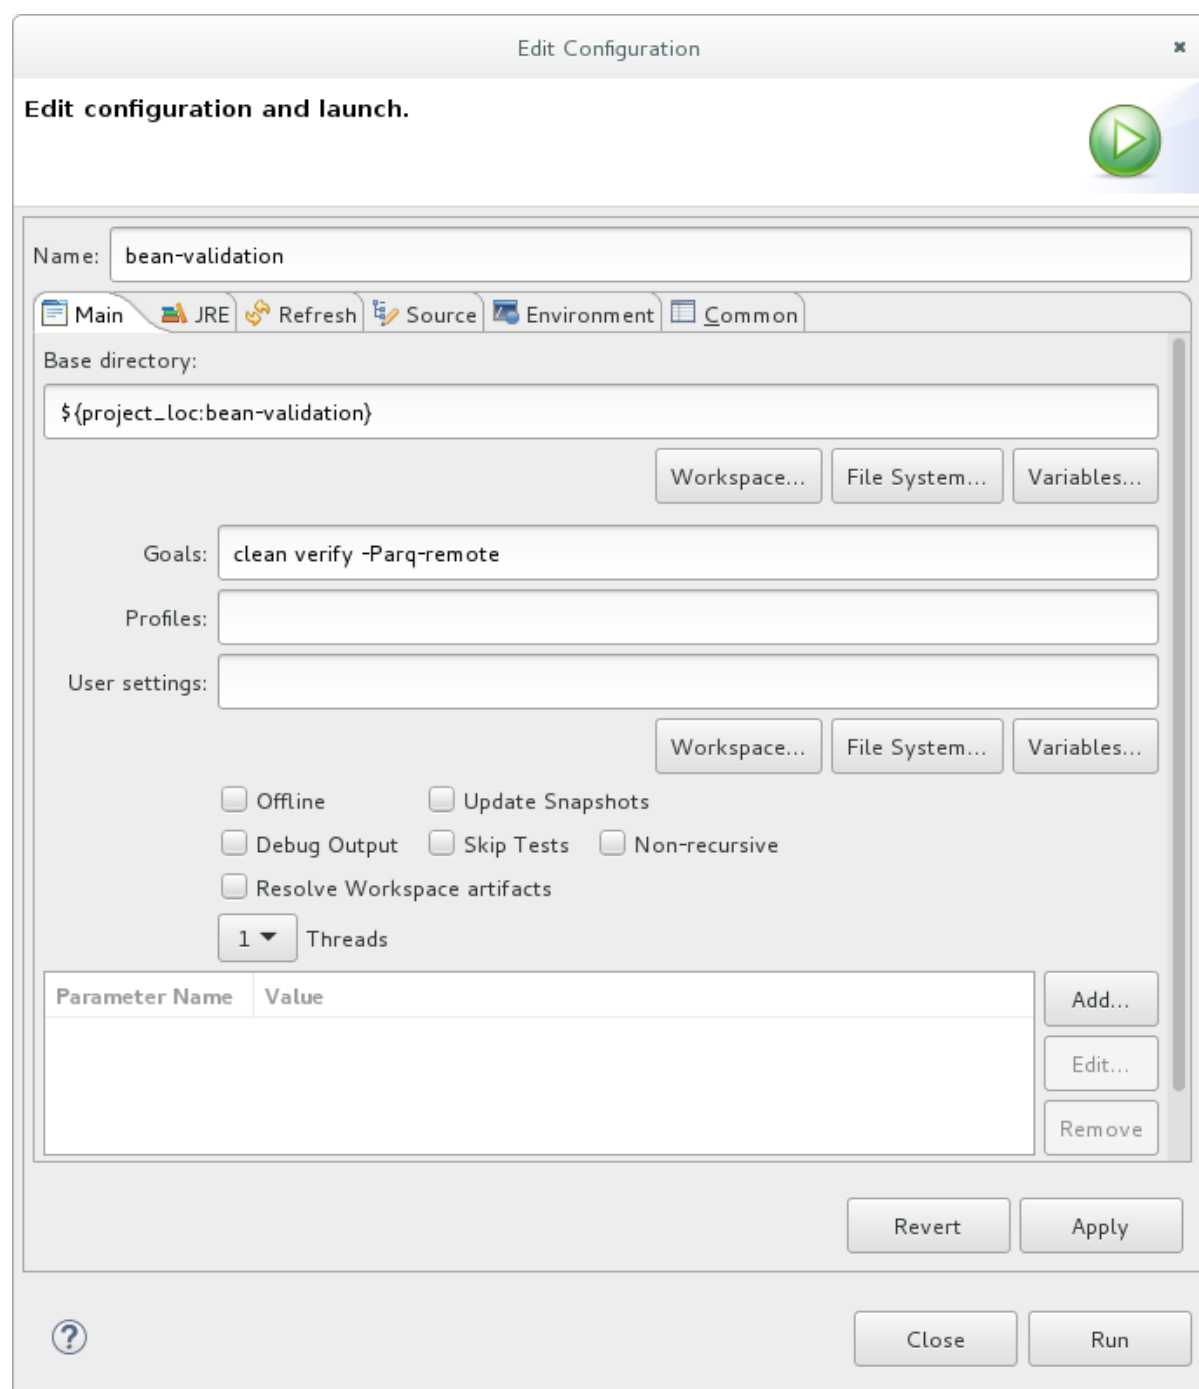 Edit Configuration
Edit configuration and launch.
Name: bean-validation
Main JRE Refresh Source Environment Common
Base directory:
${project_loc:bean-validation}
Workspace... File System... Variables...
Goals: clean verify -Parq-remote
Profiles:
User settings:
Workspace... File System... Variables...
Offline Update Snapshots
Debug Output Skip Tests Non-recursive
Resolve Workspace artifacts
1 Threads
Parameter Name Value
Add...
Edit...
Remove
Revert Apply
? Close Run